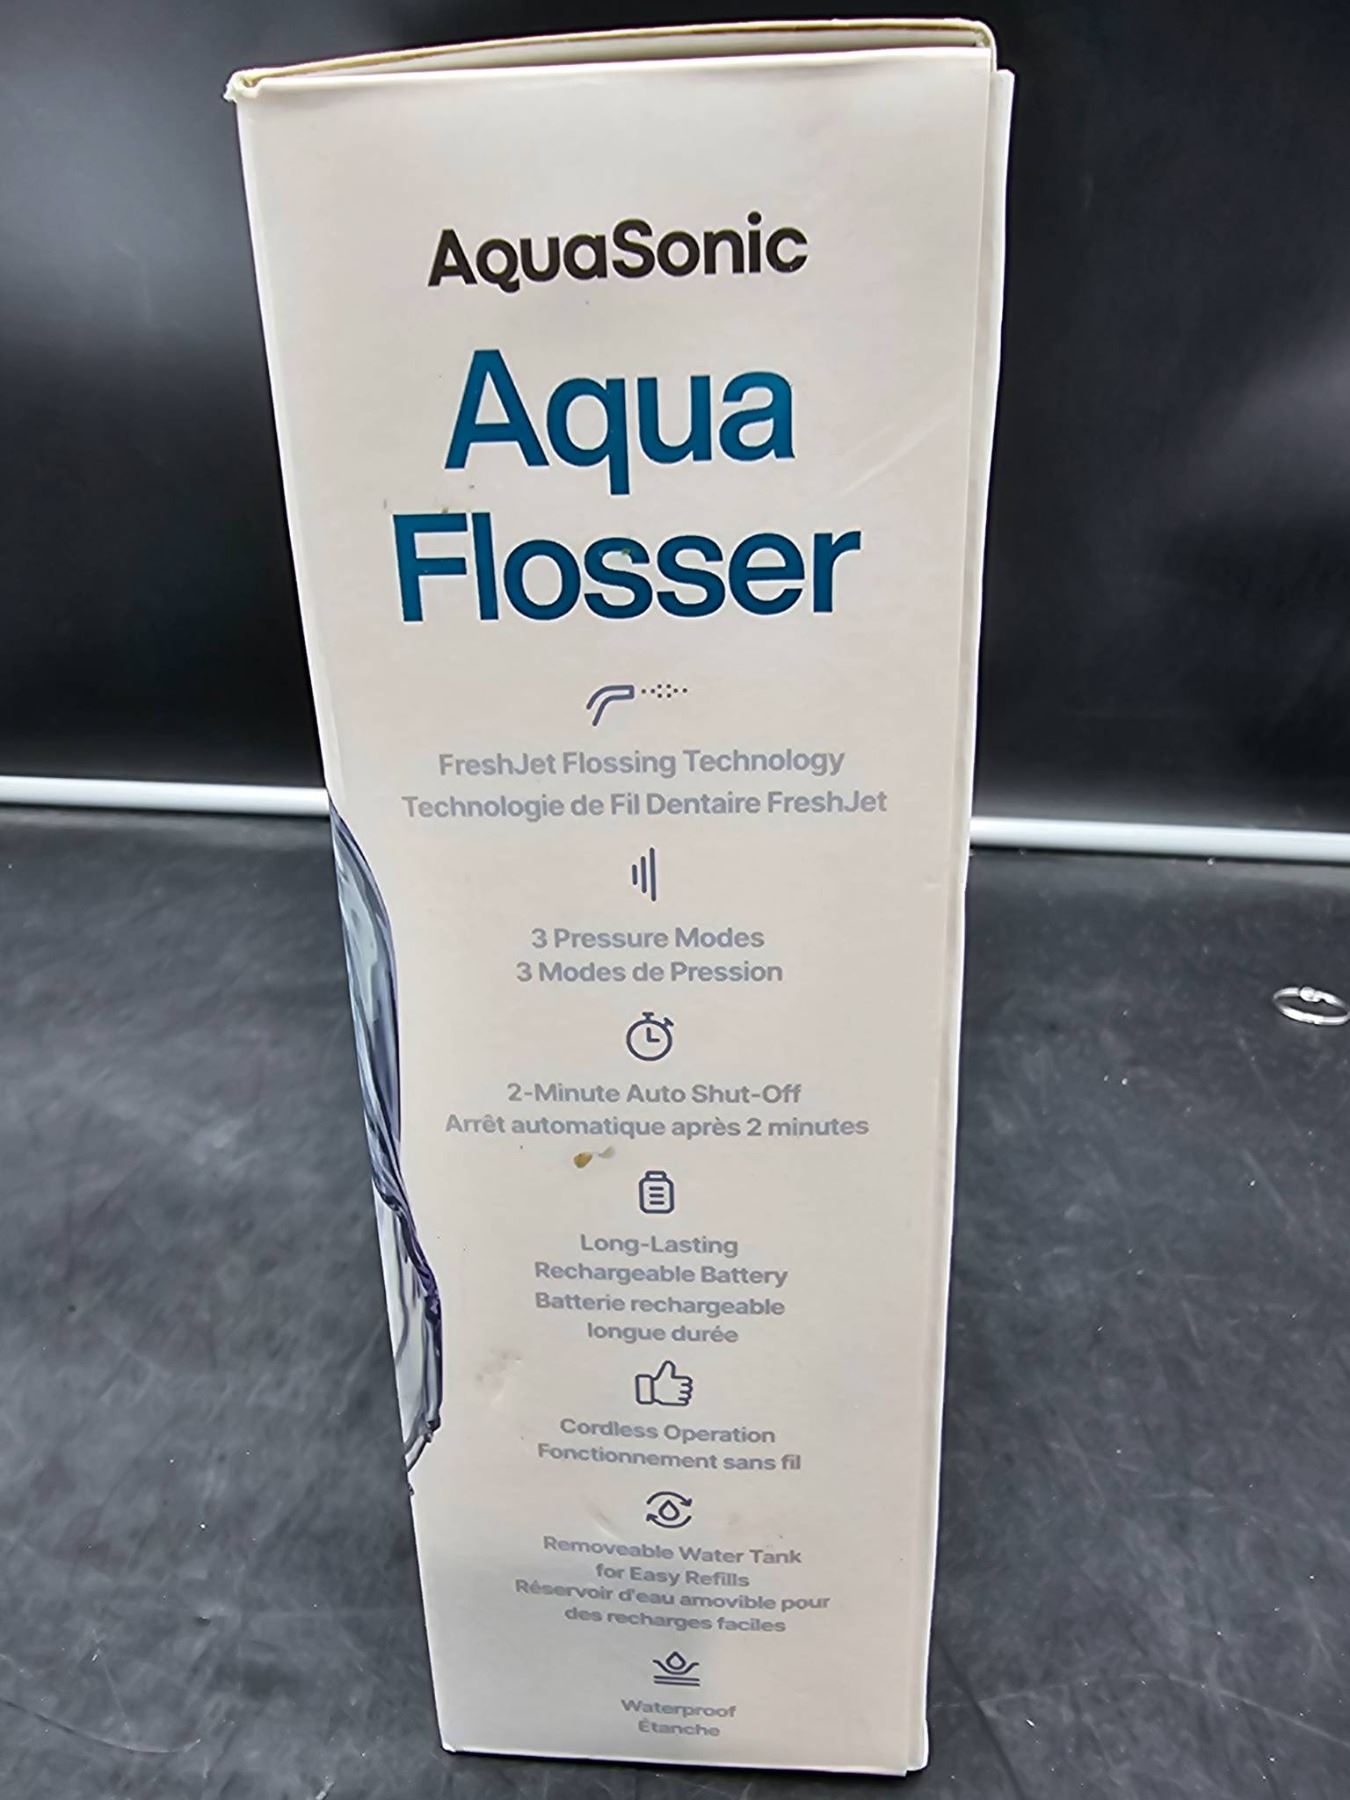 AquaSonic
Aqua
Flosser
FreshJet Flossing Technology
Technologie de Fil Dentaire FreshJet
3 Pressure Modes
3 Modes de Pression
2-Minute Auto Shut-Off
Arrêt automatique après 2 minutes
Long-Lasting
Rechargeable Battery
Batterie rechargeable
longue durée
Cordless Operation
Fonctionnement sans fil
Removeable Water Tank
for Easy Refills
Réservoir d'eau amovible pour
des recharges faciles
Waterproof
Étanche